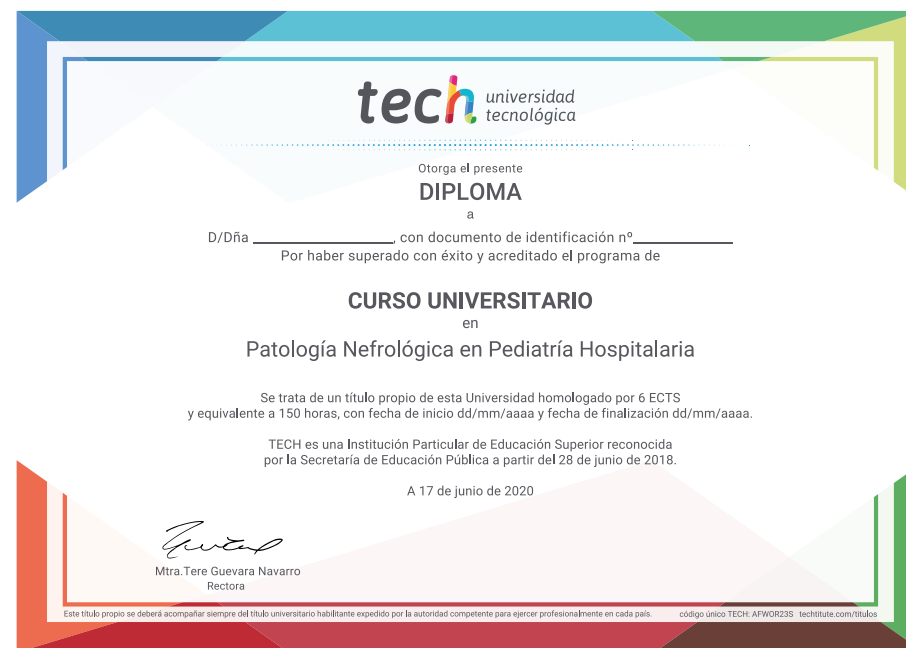 tech universidad
tecnológica
Otorga el presente
DIPLOMA
a
D/Dña ____________________, con documento de identificación nº______________
Por haber superado con éxito y acreditado el programa de
CURSO UNIVERSITARIO
en
Patología Nefrológica en Pediatría Hospitalaria
Se trata de un título propio de esta Universidad homologado por 6 ECTS
y equivalente a 150 horas, con fecha de inicio dd/mm/aaaa y fecha de finalización dd/mm/aaaa.
TECH es una Institución Particular de Educación Superior reconocida
por la Secretaría de Educación Pública a partir del 28 de junio de 2018.
A 17 de junio de 2020
Mtra.Tere Guevara Navarro
Rectora
Este título propio se deberá acompañar siempre del título universitario habilitante expedido por la autoridad competente para ejercer profesionalmente en cada país. código único TECH: AFWOR23S techtitute.com/titulos